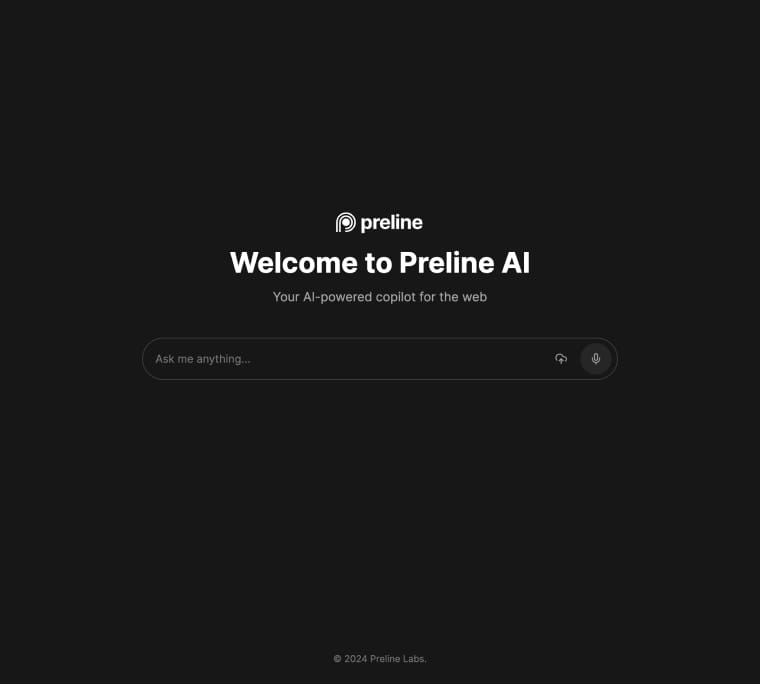 preline
Welcome to Preline AI
Your AI-powered copilot for the web
Ask me anything...
© 2024 Preline Labs.